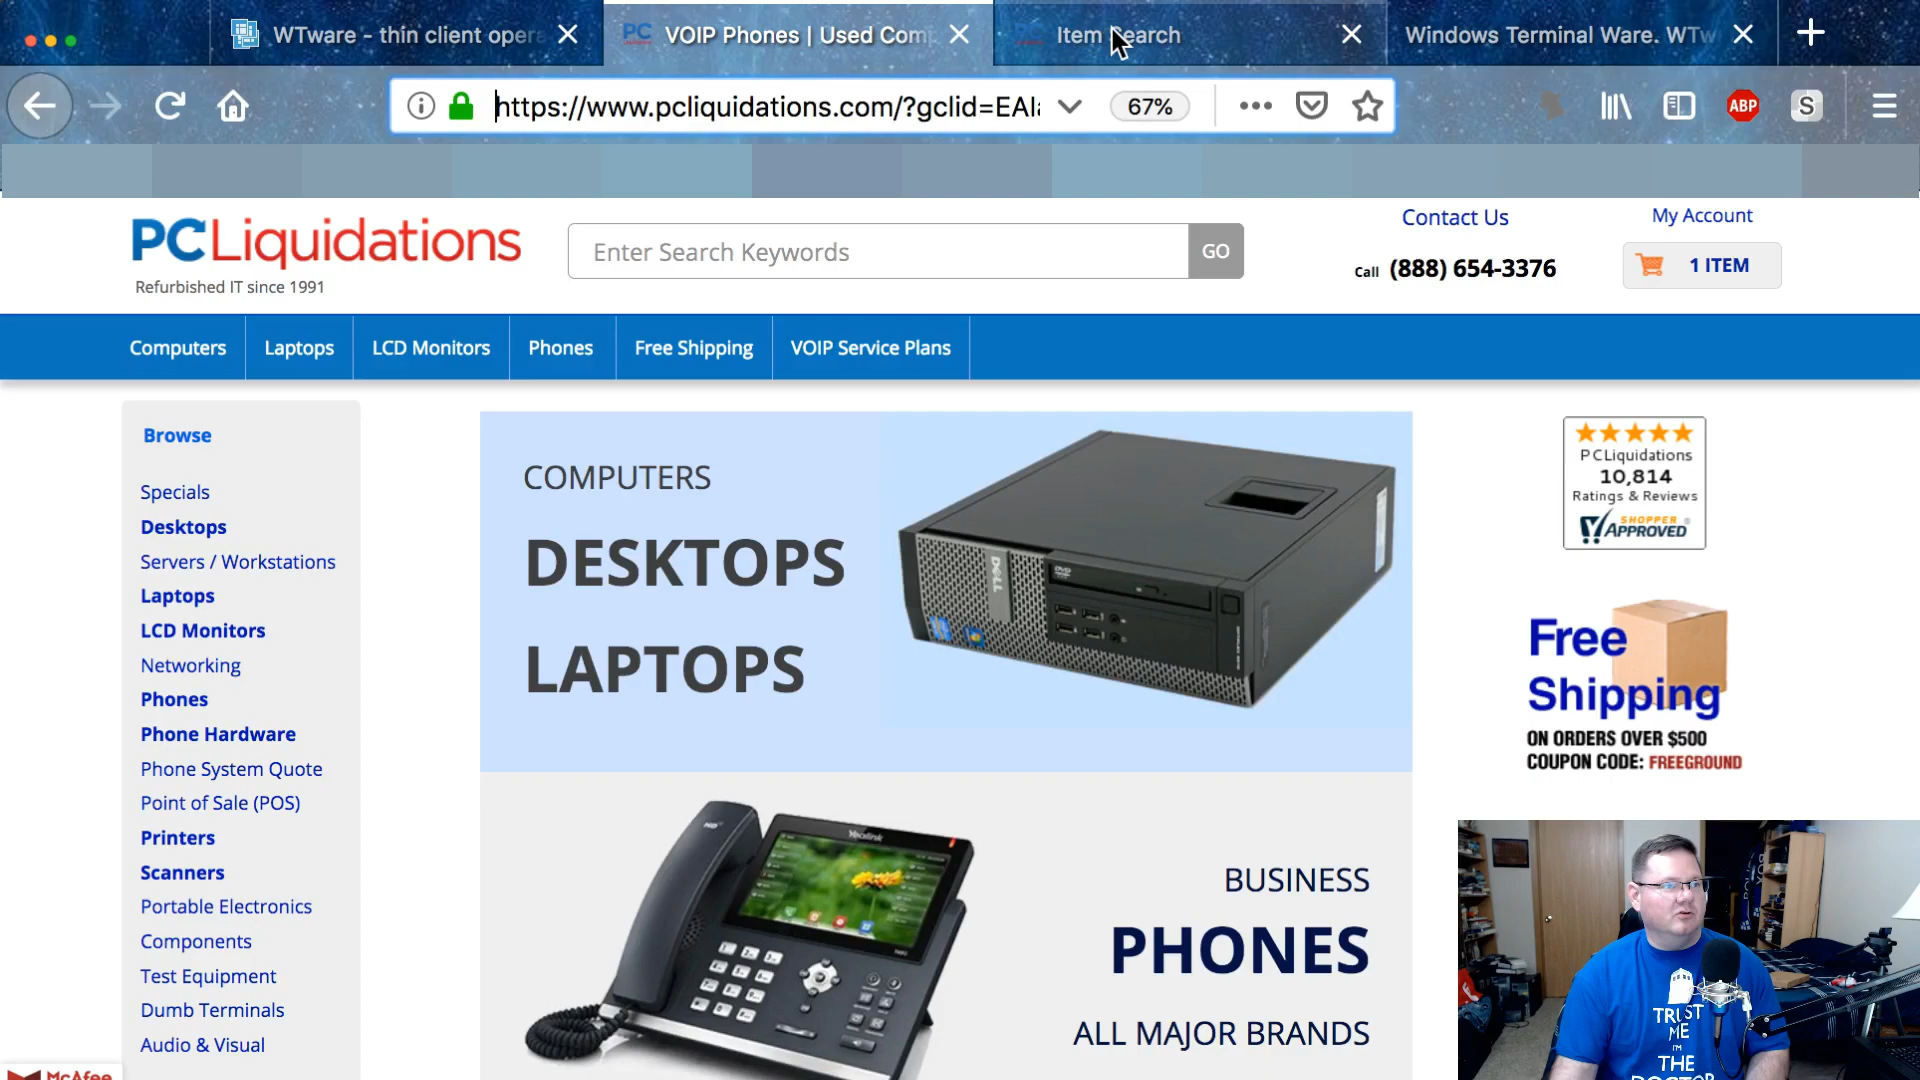 WTware - thin client opera
VOIP Phones | Used Comp
Item Search
Windows Terminal Ware. WTw
https://www.pcliquidations.com/?gclid=EAIa
67%
ABP
S
PCLiquidations
Refurbished IT since 1991
Enter Search Keywords
GO
Contact Us
Call (888) 654-3376
My Account
1 ITEM
Computers
Laptops
LCD Monitors
Phones
Free Shipping
VOIP Service Plans
Browse
Specials
Desktops
Servers / Workstations
Laptops
LCD Monitors
Networking
Phones
Phone Hardware
Phone System Quote
Point of Sale (POS)
Printers
Scanners
Portable Electronics
Components
Test Equipment
Dumb Terminals
Audio & Visual
McAfee
COMPUTERS
DESKTOPS
LAPTOPS
DELL
DVD
Yealink
BUSINESS
PHONES
ALL MAJOR BRANDS
PCLiquidations
10,814
Ratings & Reviews
SHOPPER
APPROVED
Free
Shipping
ON ORDERS OVER $500
COUPON CODE: FREEGROUND
TRUST
ME
I'M
THE
DOCTOR